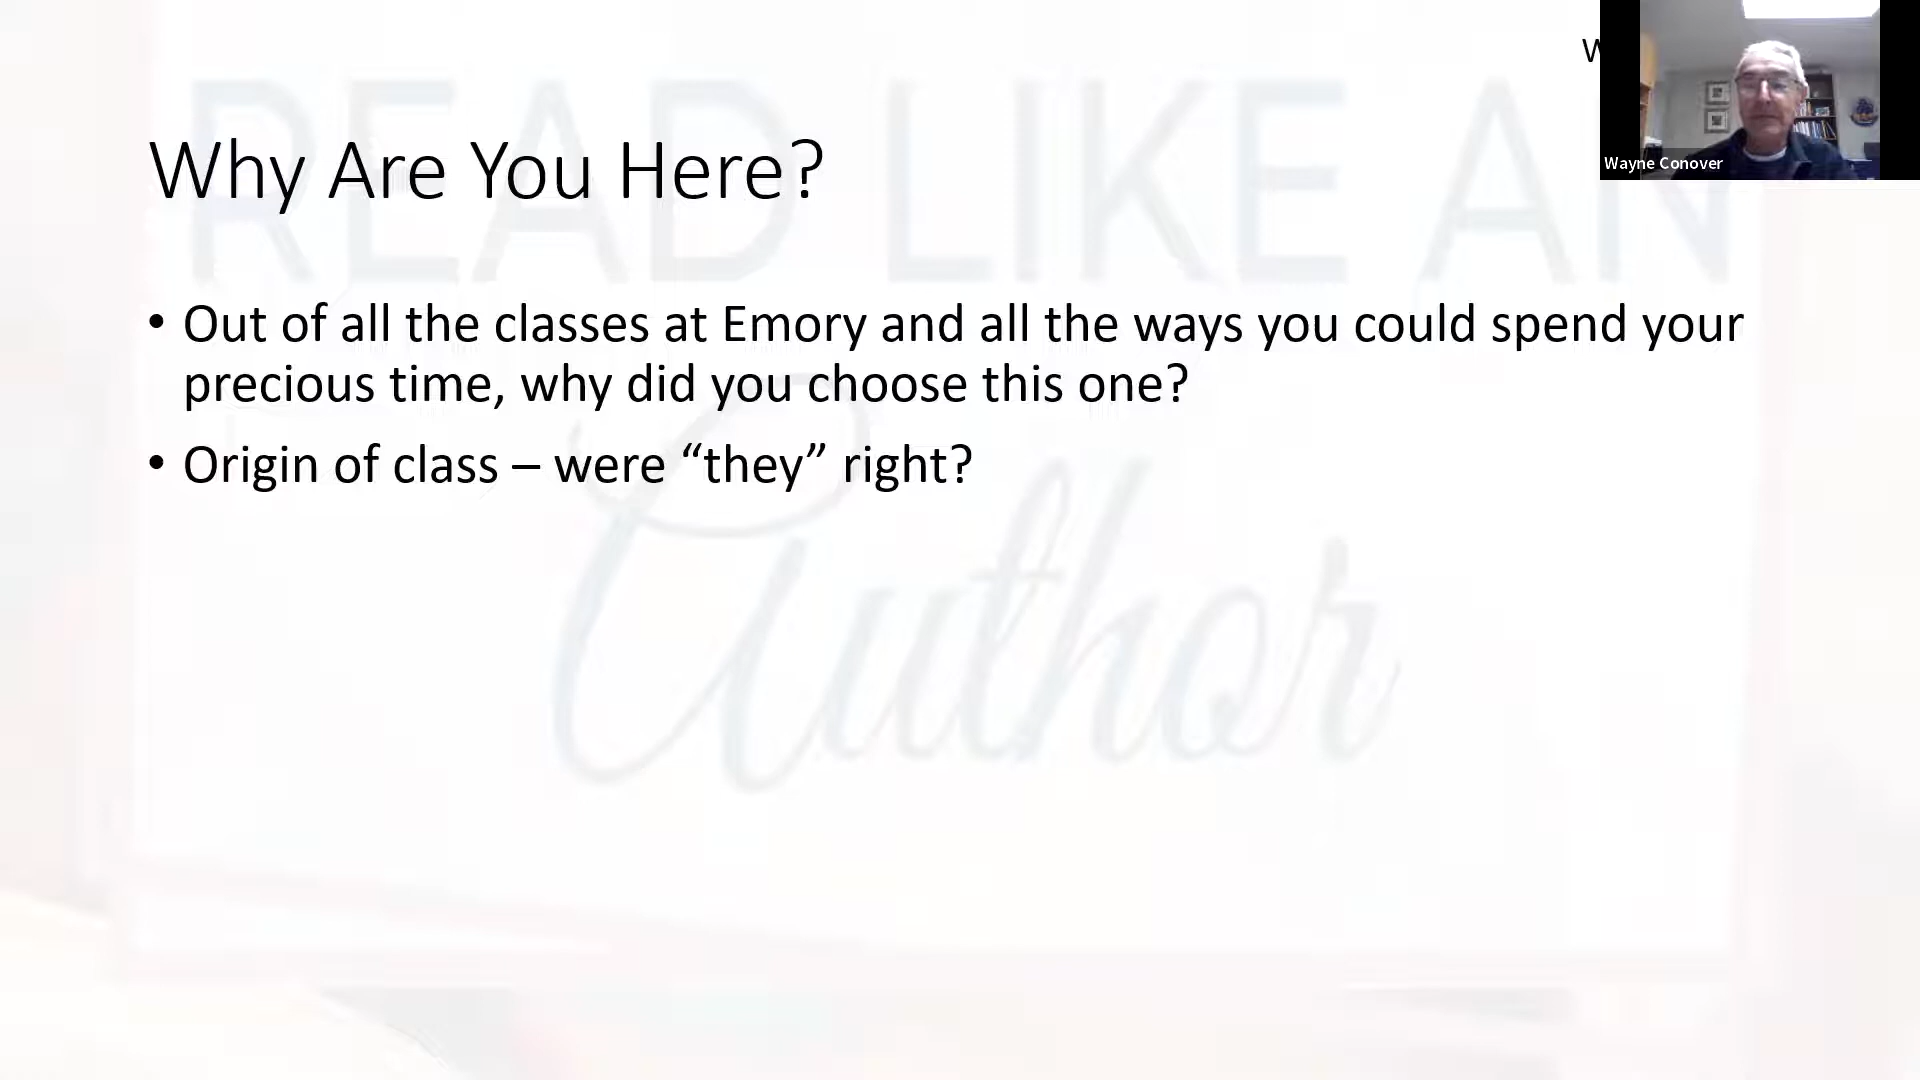 READ LIKE AN
Why Are You Here?
Wayne Conover
• Out of all the classes at Emory and all the ways you could spend your
precious time, why did you choose this one?
• Origin of class – were “they” right?
Author